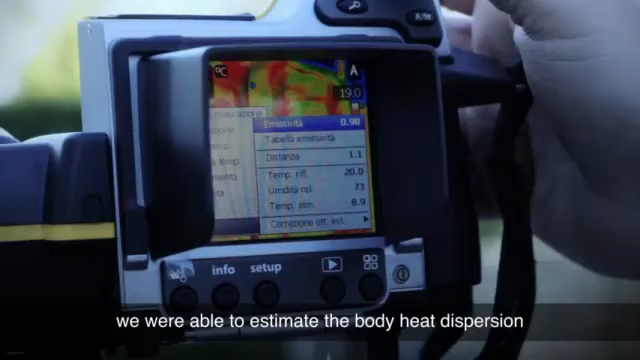 °C
A
A/M
19.0
Emissività 0.98
Tabella emissività
Distanza 1.1
a temp.
Temp. rifl. 20.0
Umidità rel. 73
Temp. atm. 8.9
Correzione ott. est.
info setup
we were able to estimate the body heat dispersion